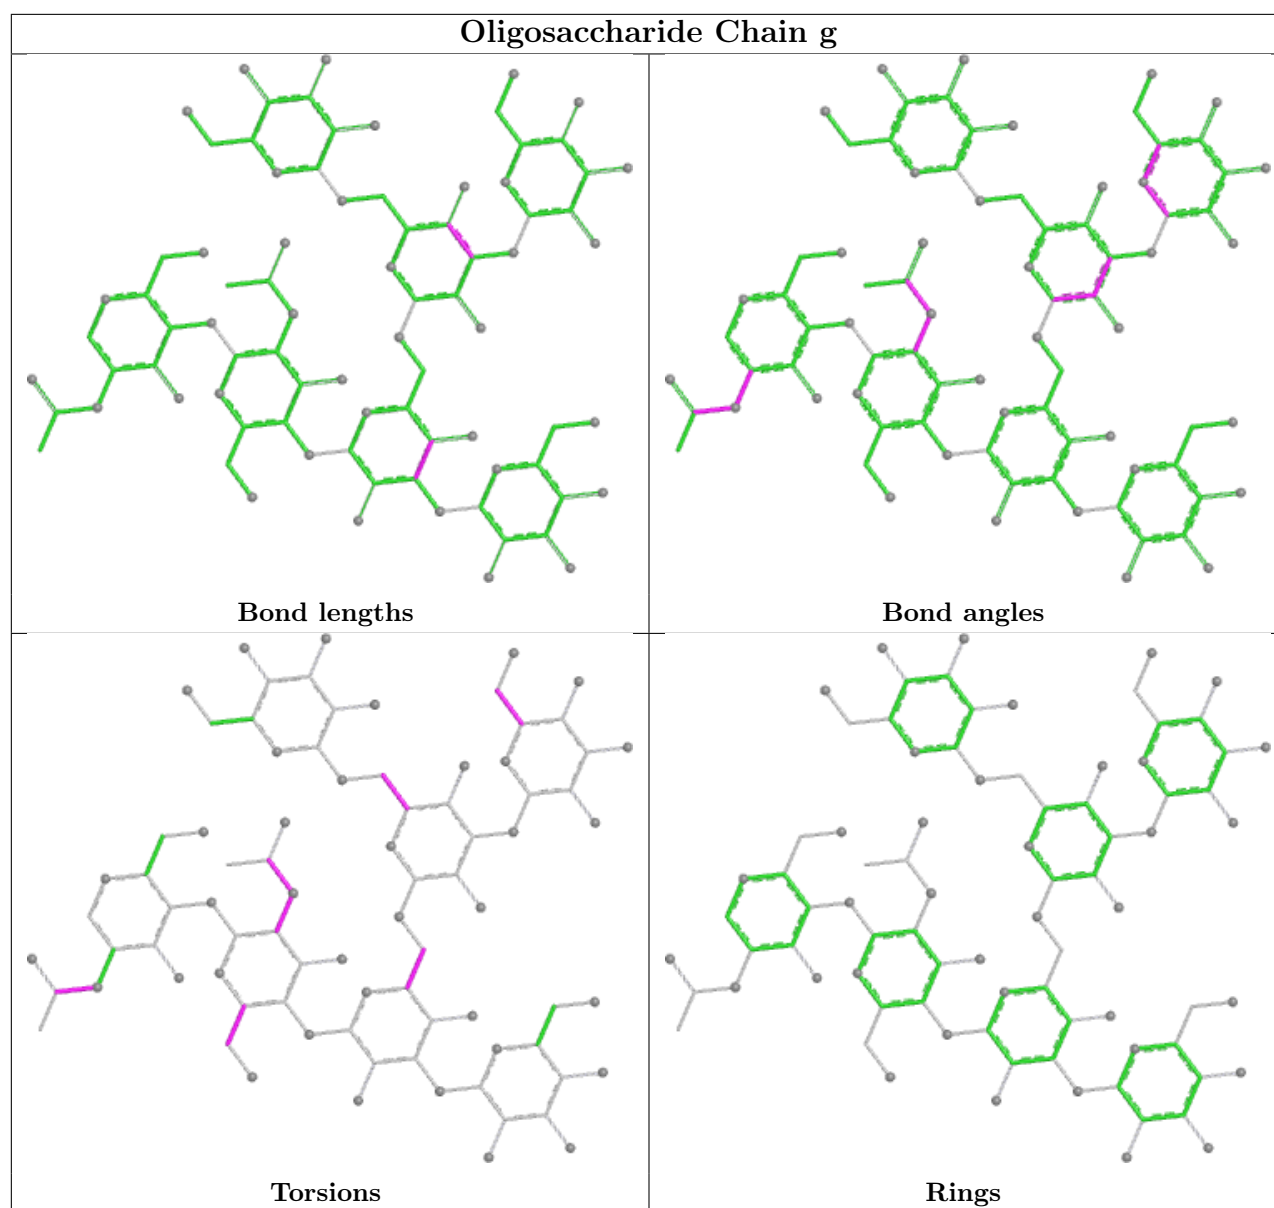 Oligosaccharide Chain g
Bond lengths
Bond angles
Torsions
Rings